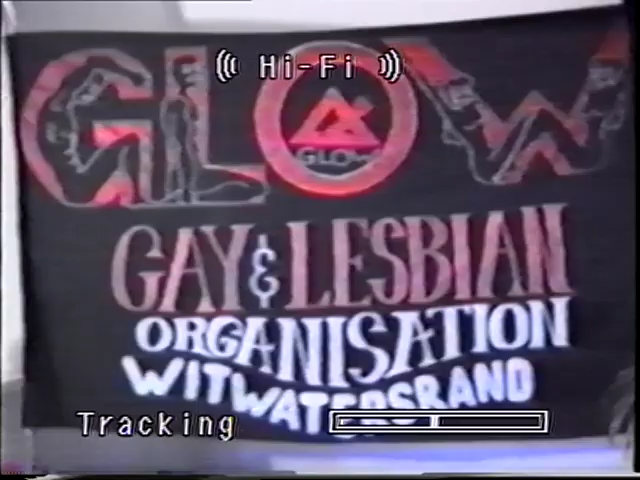 Hi-Fi
GLOW
GLOW
GAY & LESBIAN
ORGANISATION
WITWATERSRAND
Tracking